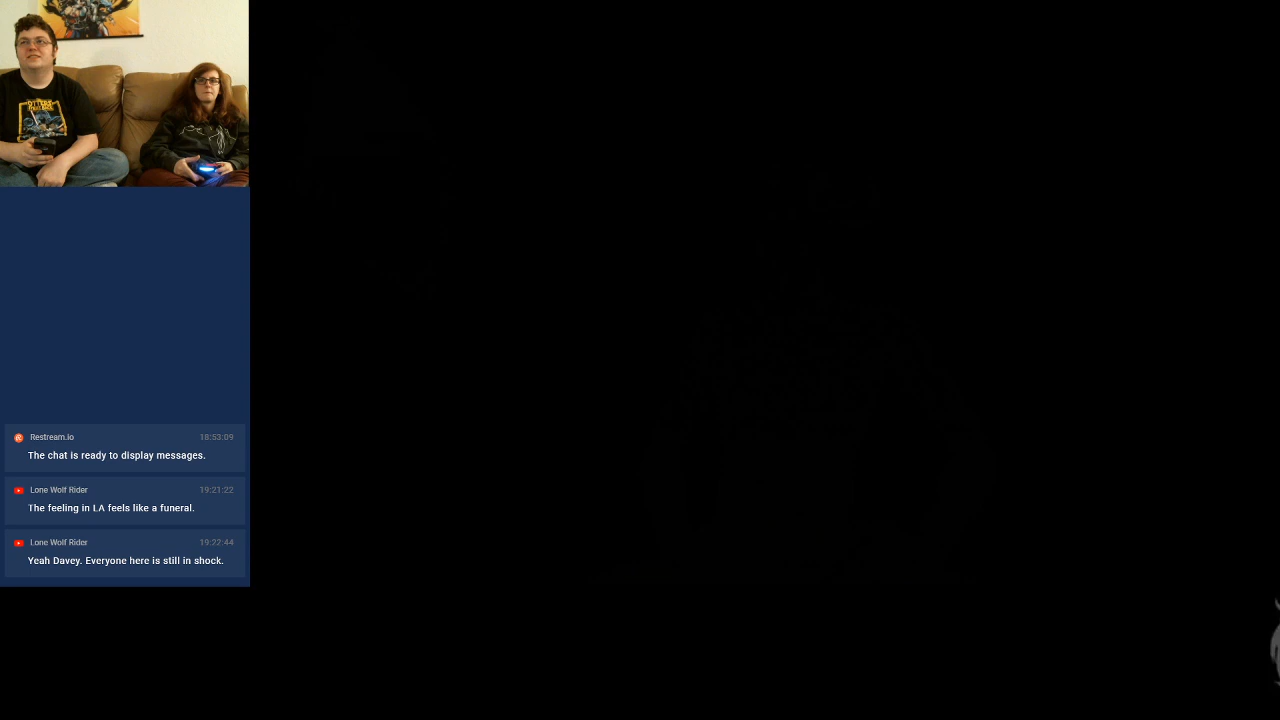 Restream.io 18:53:09
The chat is ready to display messages.
Lone Wolf Rider 19:21:22
The feeling in LA feels like a funeral.
Lone Wolf Rider 19:22:44
Yeah Davey. Everyone here is still in shock.